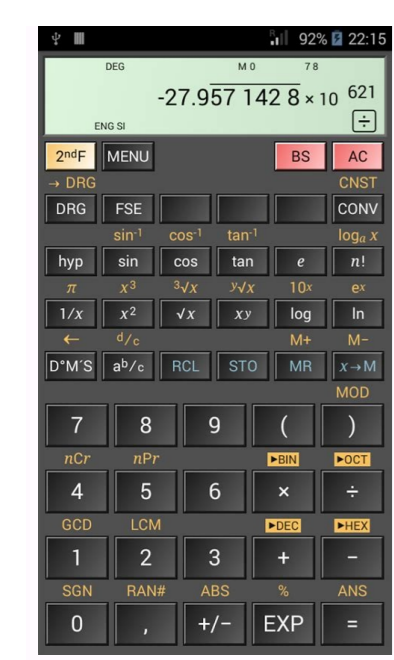 R 92% 22:15
DEG M 0 7 8
-27.957 142 8 × 10 621
ENG SI ÷
2ndF MENU BS AC
→ DRG CNST
DRG FSE CONV
sin-1 cos-1 tan-1 loga x
hyp sin cos tan e n!
π x3 3√x y√x 10x ex
1/x x2 √x xy log ln
← d/c M+ M−
D°M´S ab/c RCL STO MR x→M
MOD
7 8 9 ( )
nCr nPr ►BIN ►OCT
4 5 6 × ÷
GCD LCM ►DEC ►HEX
1 2 3 + −
SGN RAN# ABS % ANS
0 , +/− EXP =